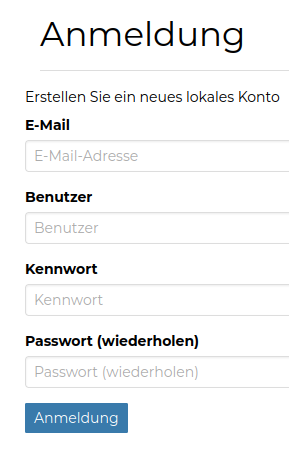 Anmeldung
Erstellen Sie ein neues lokales Konto
E-Mail
E-Mail-Adresse
Benutzer
Benutzer
Kennwort
Kennwort
Passwort (wiederholen)
Passwort (wiederholen)
Anmeldung